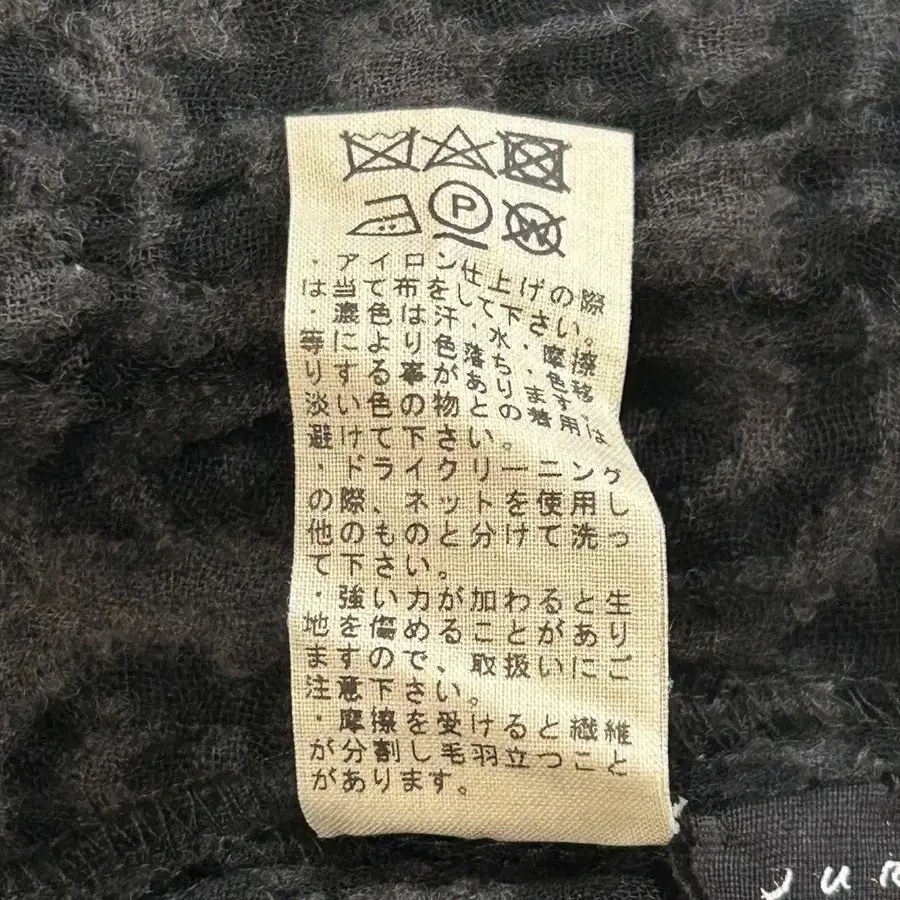 P
W
・アイロン仕上げの際
は当て布をして下さい。
・濃色は汗・水・摩擦
等により色落ち・色移
りする事があります。
淡い色の物との着用は
避けて下さい。
・ドライクリーニング
の際、ネットを使用し
他のものと分けて洗っ
て下さい。
・強い力が加わると生
地を傷めることがあり
ますので、取扱いにご
注意下さい。
・摩擦を受けると繊維
が分割し毛羽立つこと
があります。
JUR